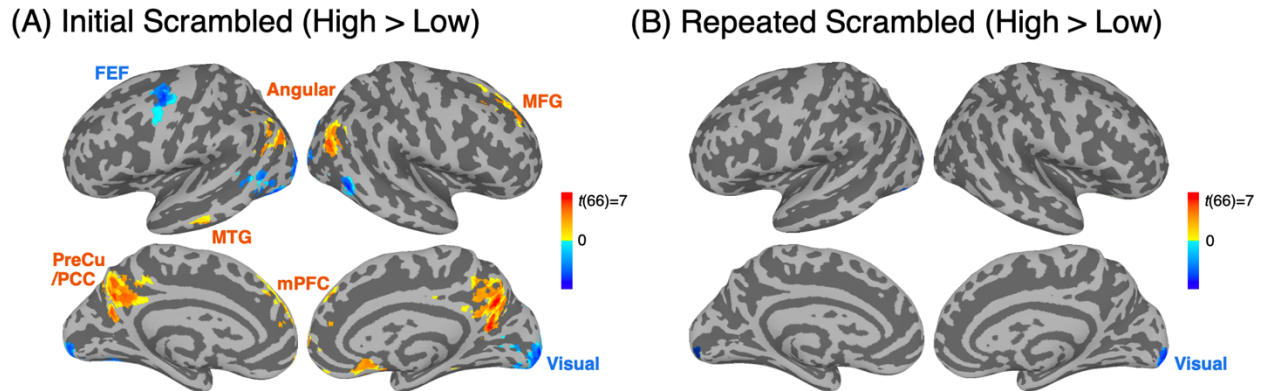 (A) Initial Scrambled (High > Low)
FEF
Angular
MFG
t(66)=7
0
MTG
PreCu
/PCC
mPFC
Visual
(B) Repeated Scrambled (High > Low)
t(66)=7
0
Visual